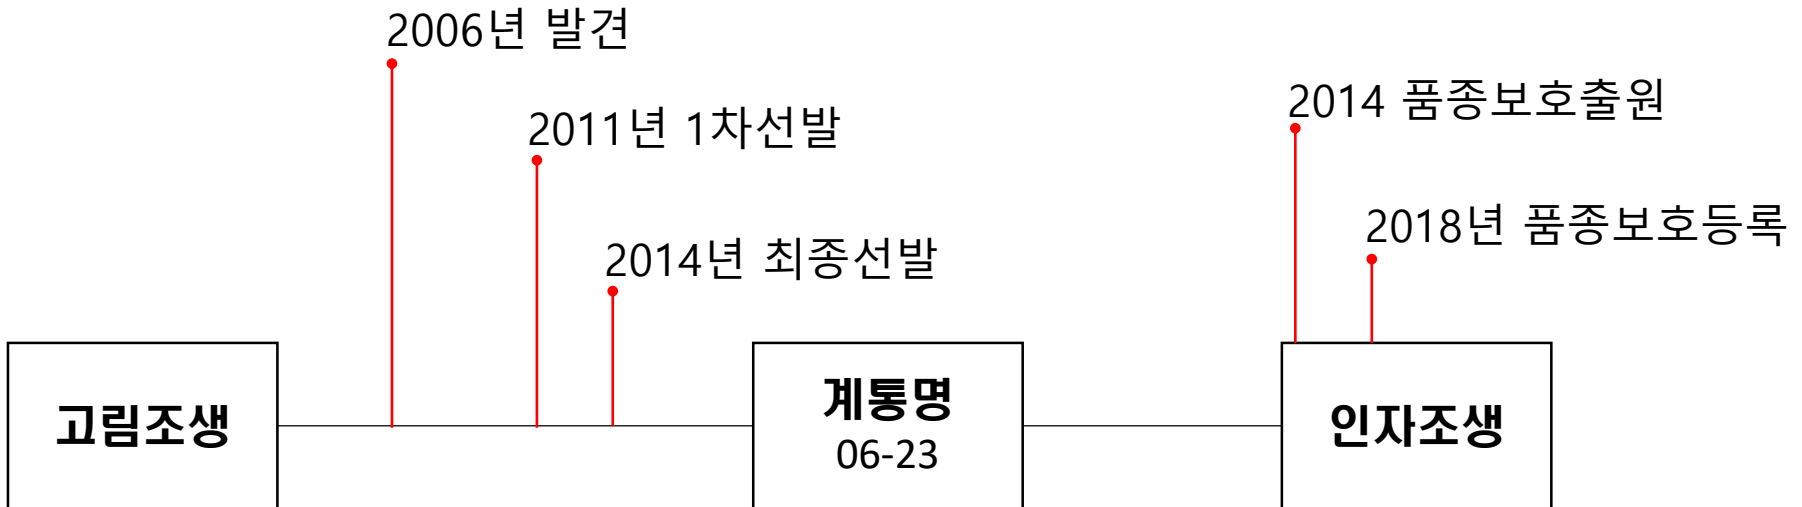 2006년 발견
2011년 1차선발
2014년 최종선발
2014 품종보호출원
2018년 품종보호등록
고림조생
계통명
06-23
인자조생